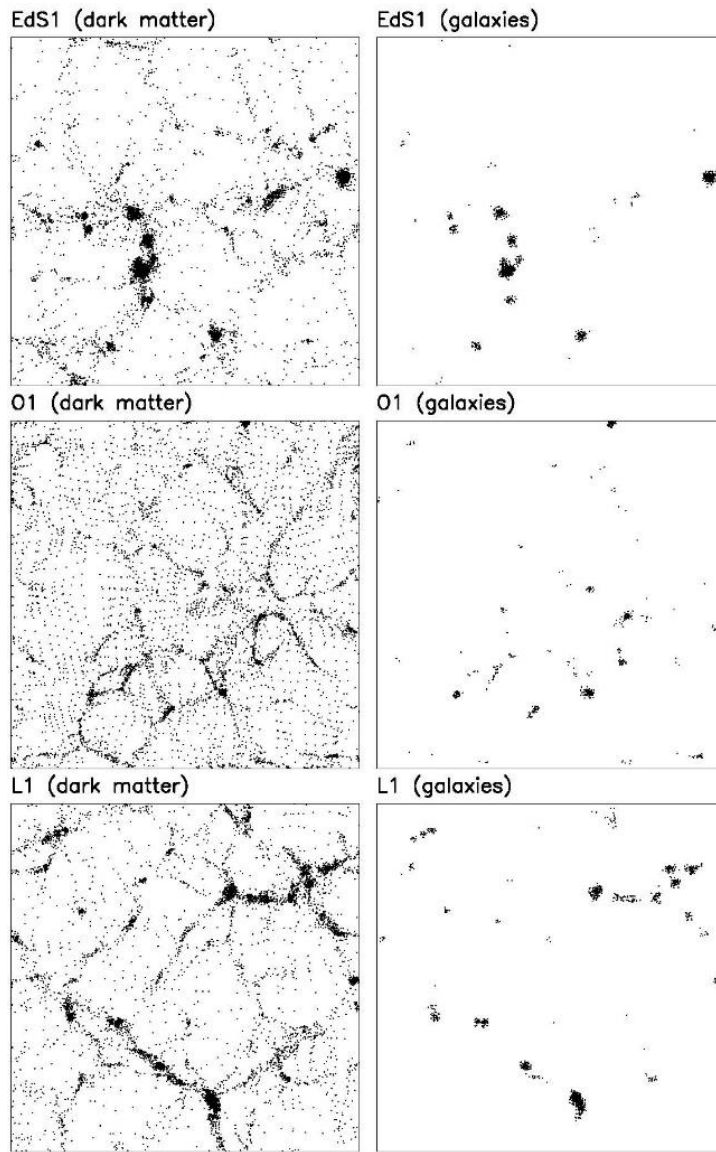 EdS1 (dark matter)
EdS1 (galaxies)
O1 (dark matter)
O1 (galaxies)
L1 (dark matter)
L1 (galaxies)